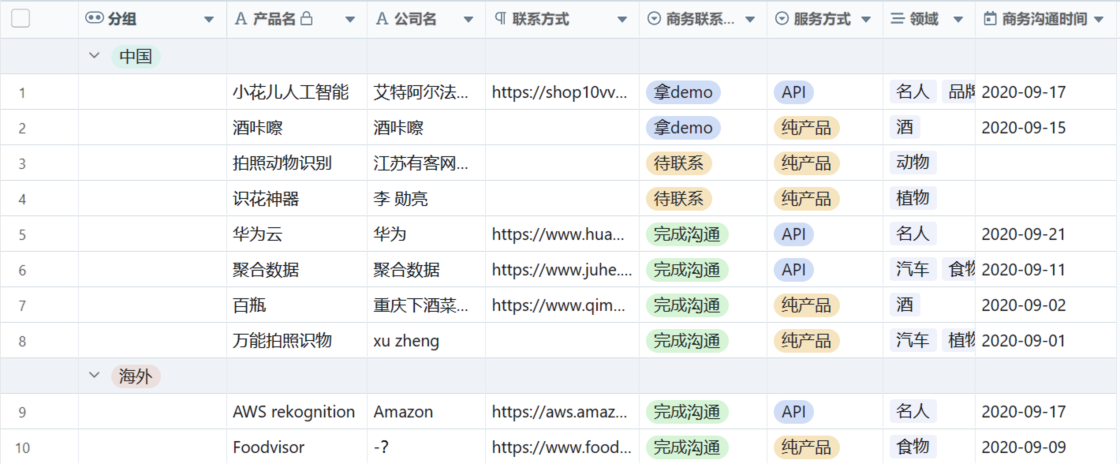 分组 产品名 公司名 联系方式 商务联系... 服务方式 领域 商务沟通时间
中国
1 小花儿人工智能 艾特阿尔法... https://shop10vv... 拿demo API 名人 品牌 2020-09-17
2 酒咔嚓 酒咔嚓 拿demo 纯产品 酒 2020-09-15
3 拍照动物识别 江苏有客网... 待联系 纯产品 动物
4 识花神器 李 勋亮 待联系 纯产品 植物
5 华为云 华为 https://www.hua... 完成沟通 API 名人 2020-09-21
6 聚合数据 聚合数据 https://www.juhe.... 完成沟通 API 汽车 食物 2020-09-11
7 百瓶 重庆下酒菜... https://www.qim... 完成沟通 纯产品 酒 2020-09-02
8 万能拍照识物 xu zheng 完成沟通 纯产品 汽车 植物 2020-09-01
海外
9 AWS rekognition Amazon https://aws.amaz... 完成沟通 API 名人 2020-09-17
10 Foodvisor -? https://www.food... 完成沟通 纯产品 食物 2020-09-09